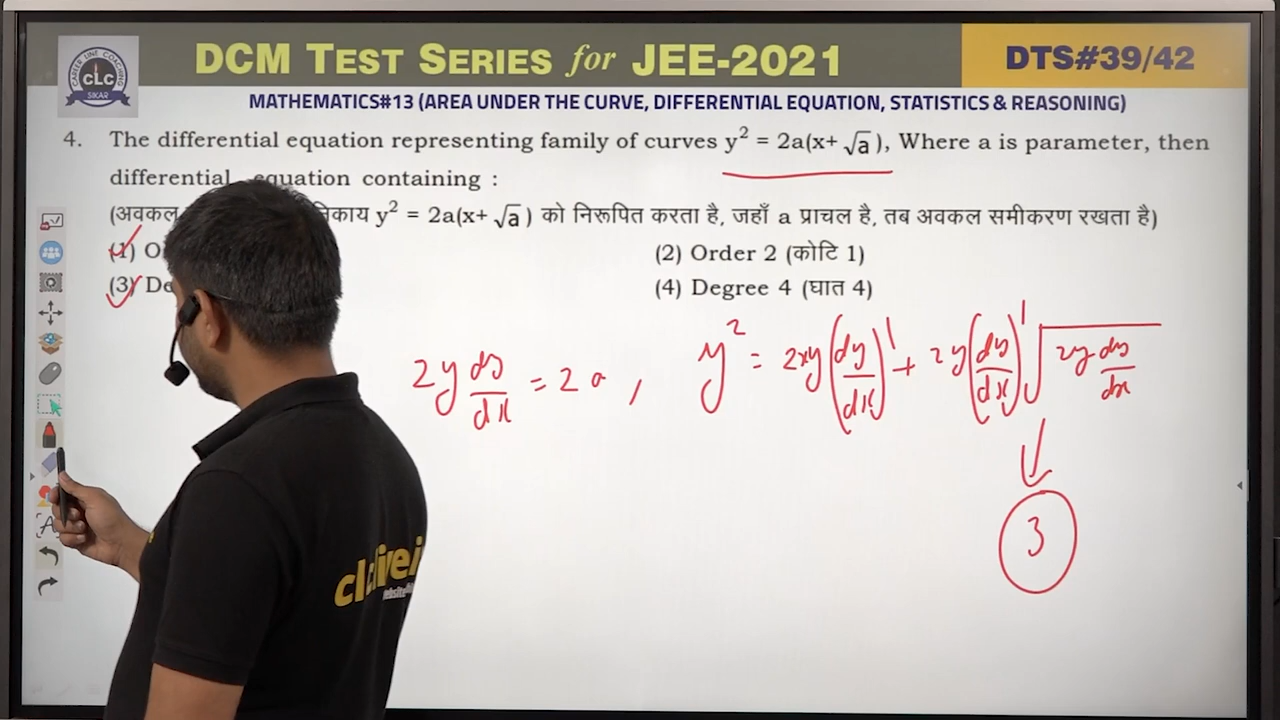 CAREER LINE COACHING
CLC
SIKAR
DCM TEST SERIES for JEE-2021
DTS#39/42
MATHEMATICS#13 (AREA UNDER THE CURVE, DIFFERENTIAL EQUATION, STATISTICS & REASONING)
4. The differential equation representing family of curves y² = 2a(x+ √a), Where a is parameter, then
differential equation containing :
(अवकल निकाय y² = 2a(x+ √a) को निरूपित करता है, जहाँ a प्राचल है, तब अवकल समीकरण रखता है)
(1) O
(2) Order 2 (कोटि 1)
(3) De
(4) Degree 4 (घात 4)
2y dy/dx = 2a , y² = 2xy(dy/dx)¹ + 2y(dy/dx)¹ √(2y dy/dx)
3